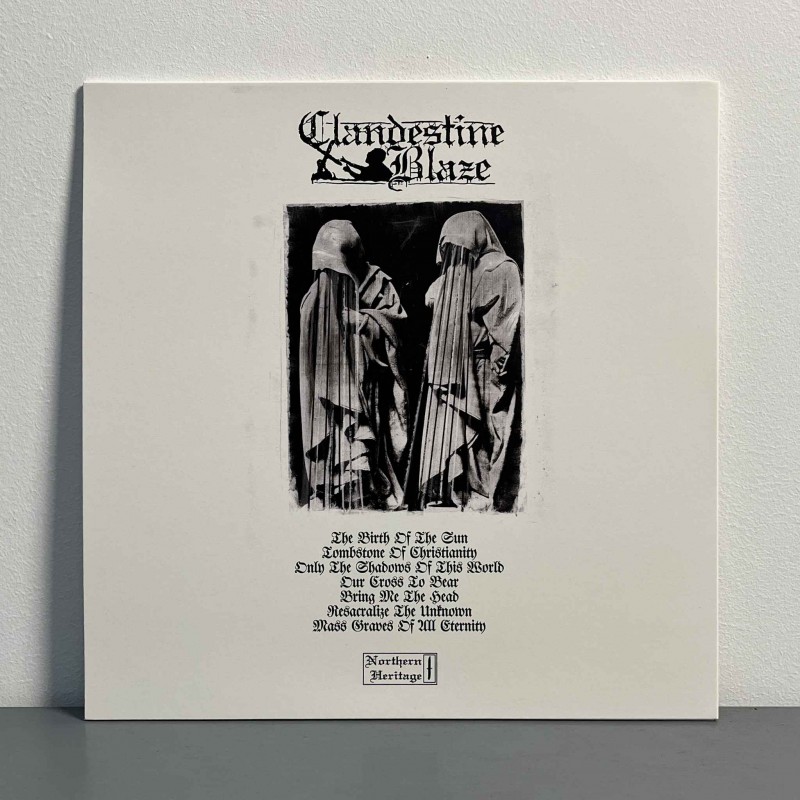 Clandestine
Blaze
The Birth Of The Sun
Tombstone Of Christianity
Only The Shadows Of This World
Our Cross To Bear
Bring Me The Head
Resacralize The Unknown
Mass Graves Of All Eternity
Northern
Heritage